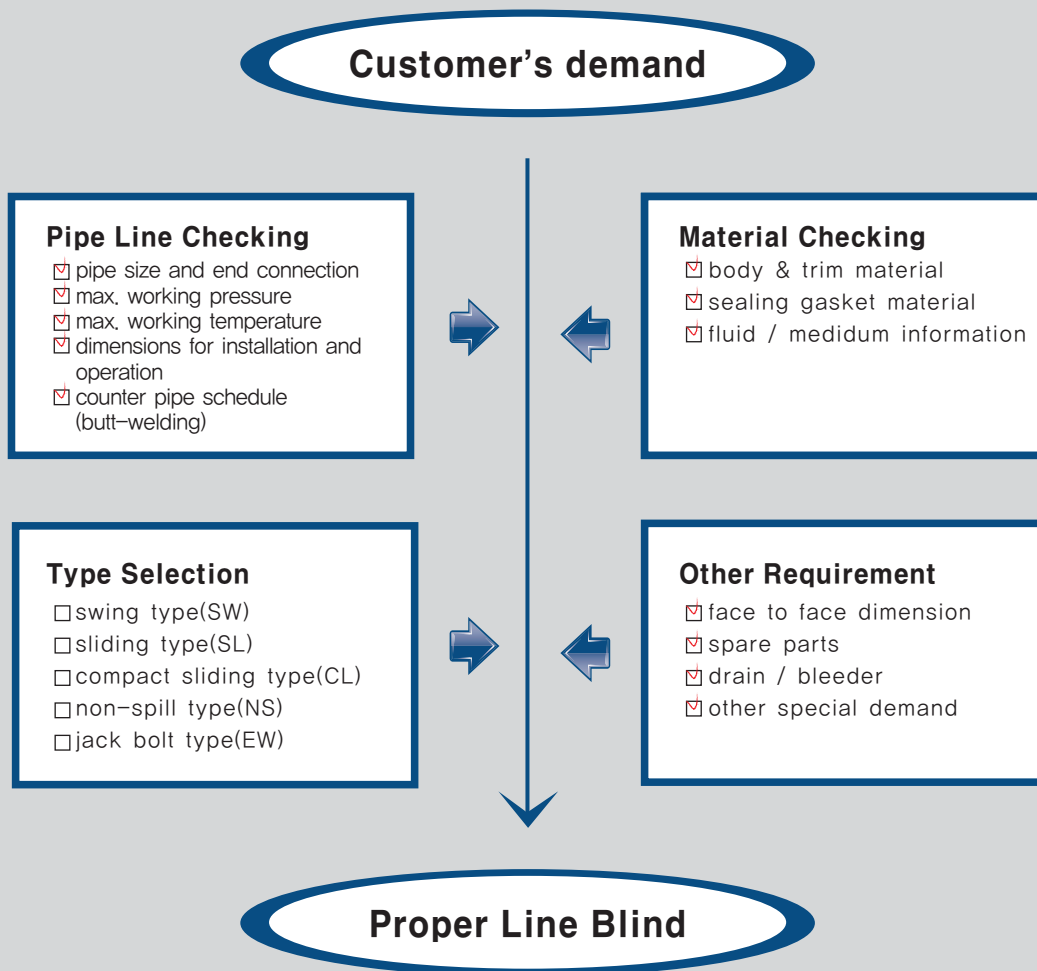 Customer's demand
Pipe Line Checking
pipe size and end connection
max. working pressure
max. working temperature
dimensions for installation and
operation
counter pipe schedule
(butt-welding)
Material Checking
body & trim material
sealing gasket material
fluid / medidum information
Type Selection
swing type(SW)
sliding type(SL)
compact sliding type(CL)
non-spill type(NS)
jack bolt type(EW)
Other Requirement
face to face dimension
spare parts
drain / bleeder
other special demand
Proper Line Blind